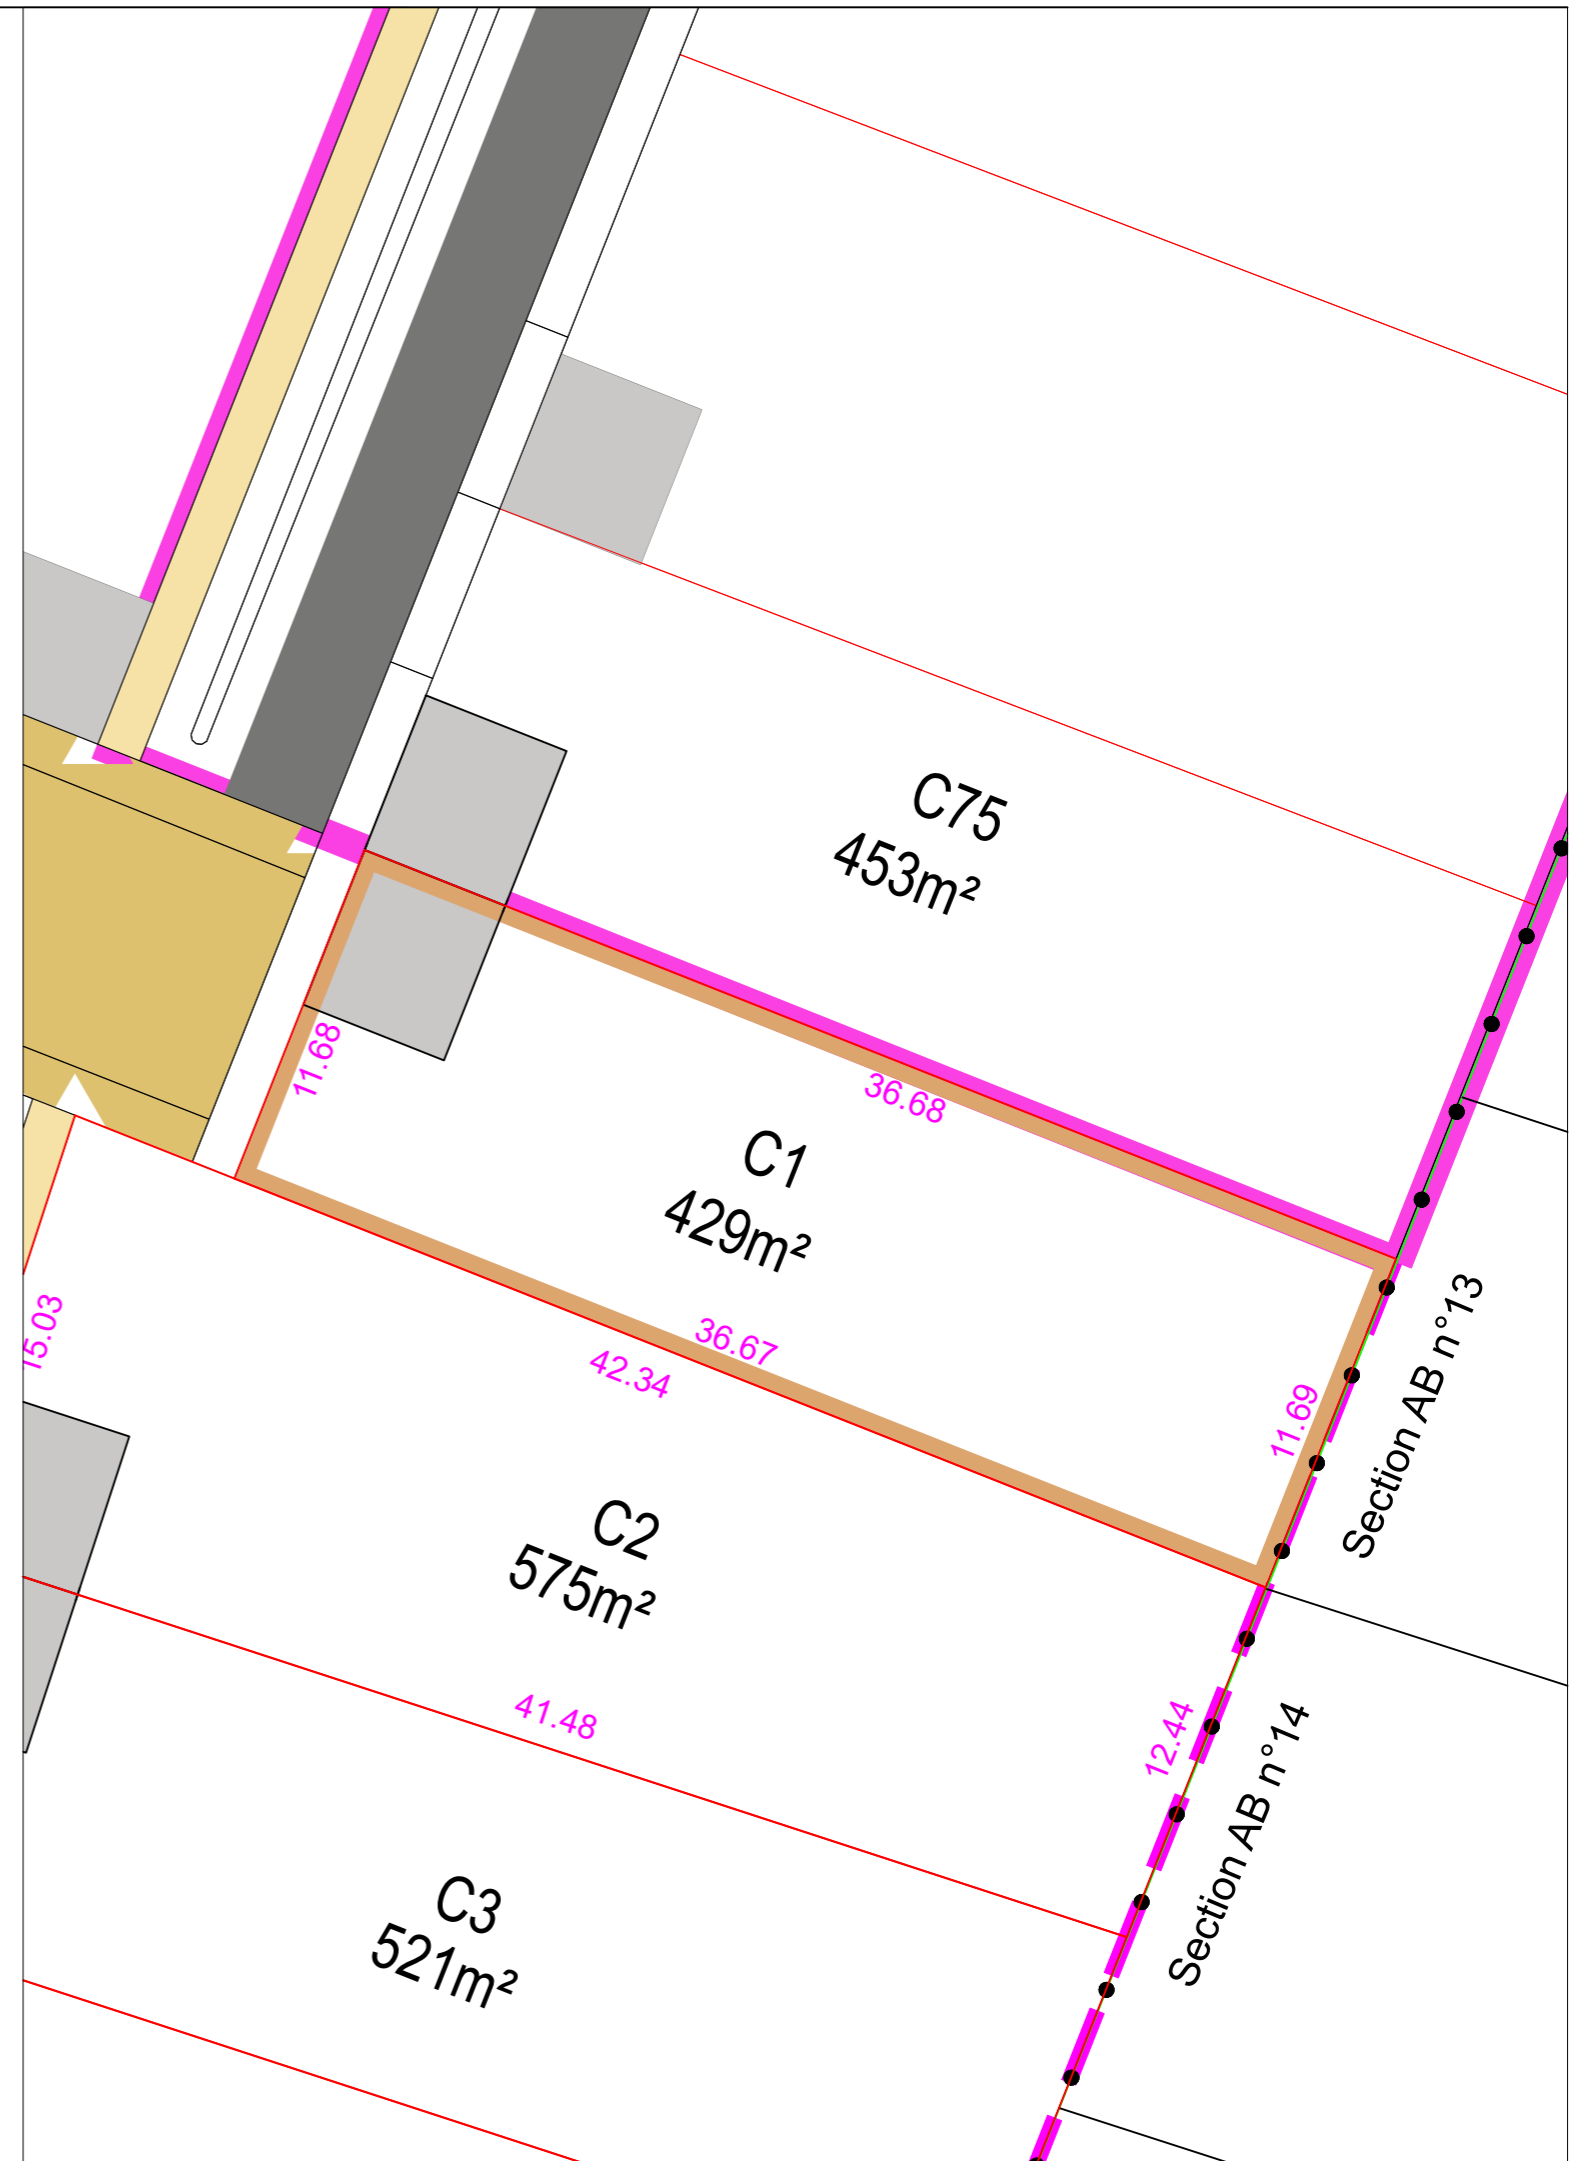 C75
453m²
11.68
36.68
C1
429m²
Section AB n°13
15.03
36.67
42.34
11.69
C2
575m²
41.48
12.44
Section AB n°14
C3
521m²